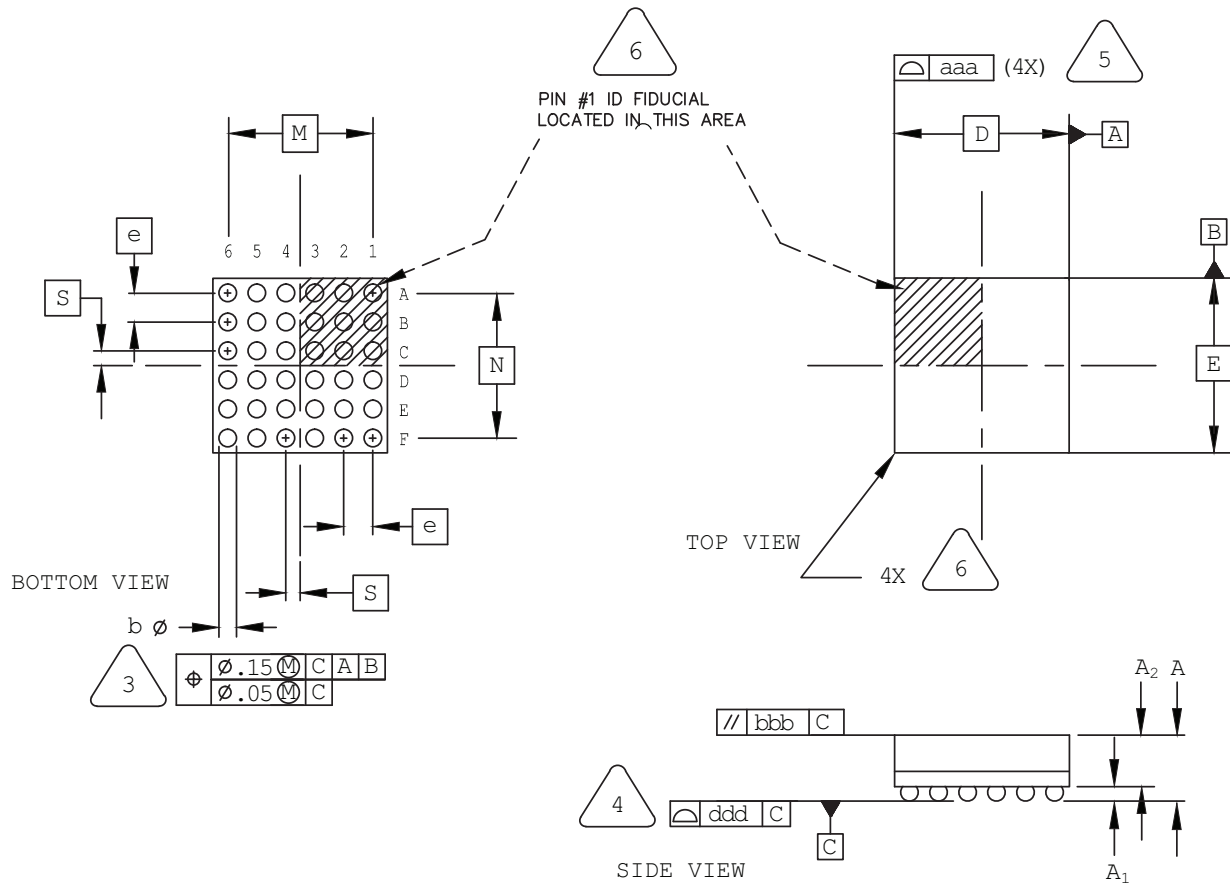 6
PIN #1 ID FIDUCIAL
LOCATED IN THIS AREA
aaa (4X)
5
M
D
A
B
e
6 5 4 3 2 1
S
A
B
C
D
E
F
N
E
e
TOP VIEW
4X
6
BOTTOM VIEW
S
b ø
3
⌖ ø.15 Ⓜ C A B
ø.05 Ⓜ C
A₂ A
// bbb C
4
ddd C
C
SIDE VIEW
A₁